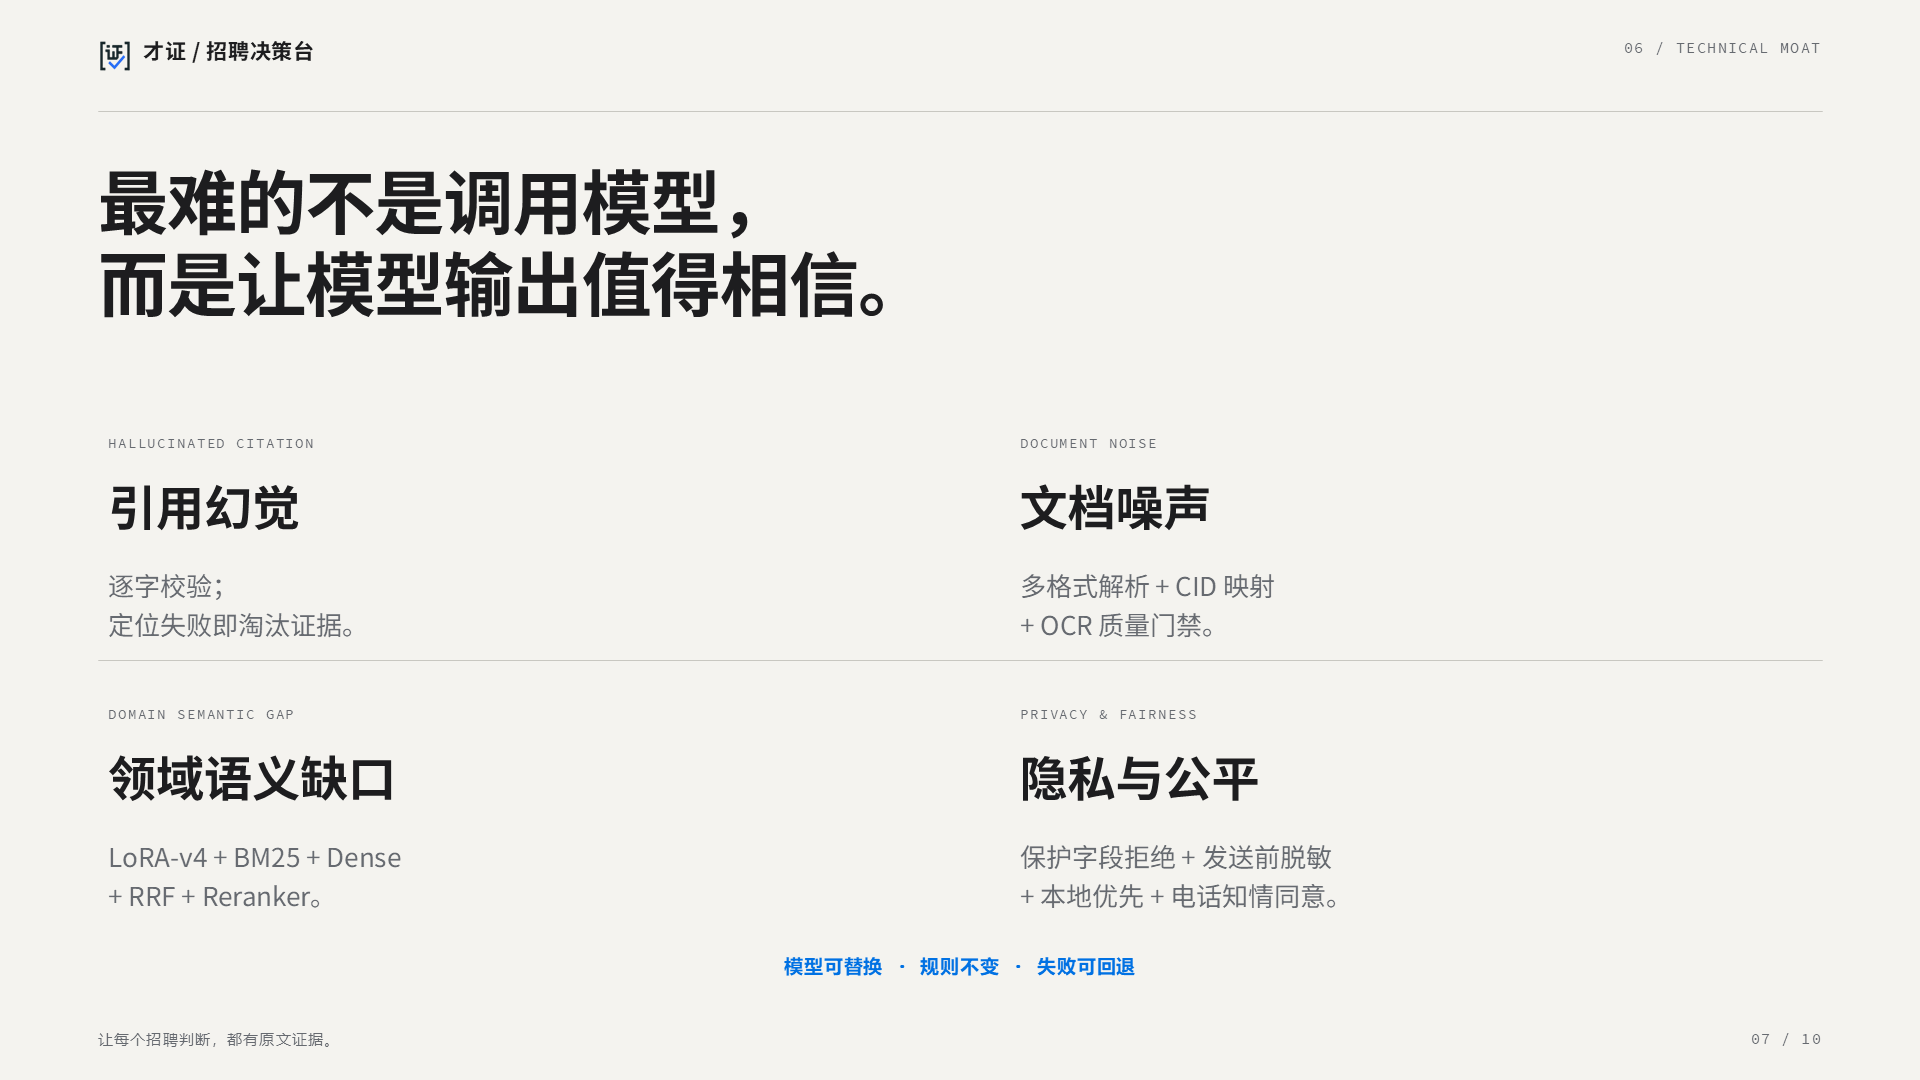 [证] 才证 / 招聘决策台
06 / TECHNICAL MOAT
最难的不是调用模型，
而是让模型输出值得相信。
HALLUCINATED CITATION
引用幻觉
逐字校验；
定位失败即淘汰证据。
DOCUMENT NOISE
文档噪声
多格式解析 + CID 映射
+ OCR 质量门禁。
DOMAIN SEMANTIC GAP
领域语义缺口
LoRA-v4 + BM25 + Dense
+ RRF + Reranker。
PRIVACY & FAIRNESS
隐私与公平
保护字段拒绝 + 发送前脱敏
+ 本地优先 + 电话知情同意。
模型可替换 · 规则不变 · 失败可回退
让每个招聘判断，都有原文证据。
07 / 10